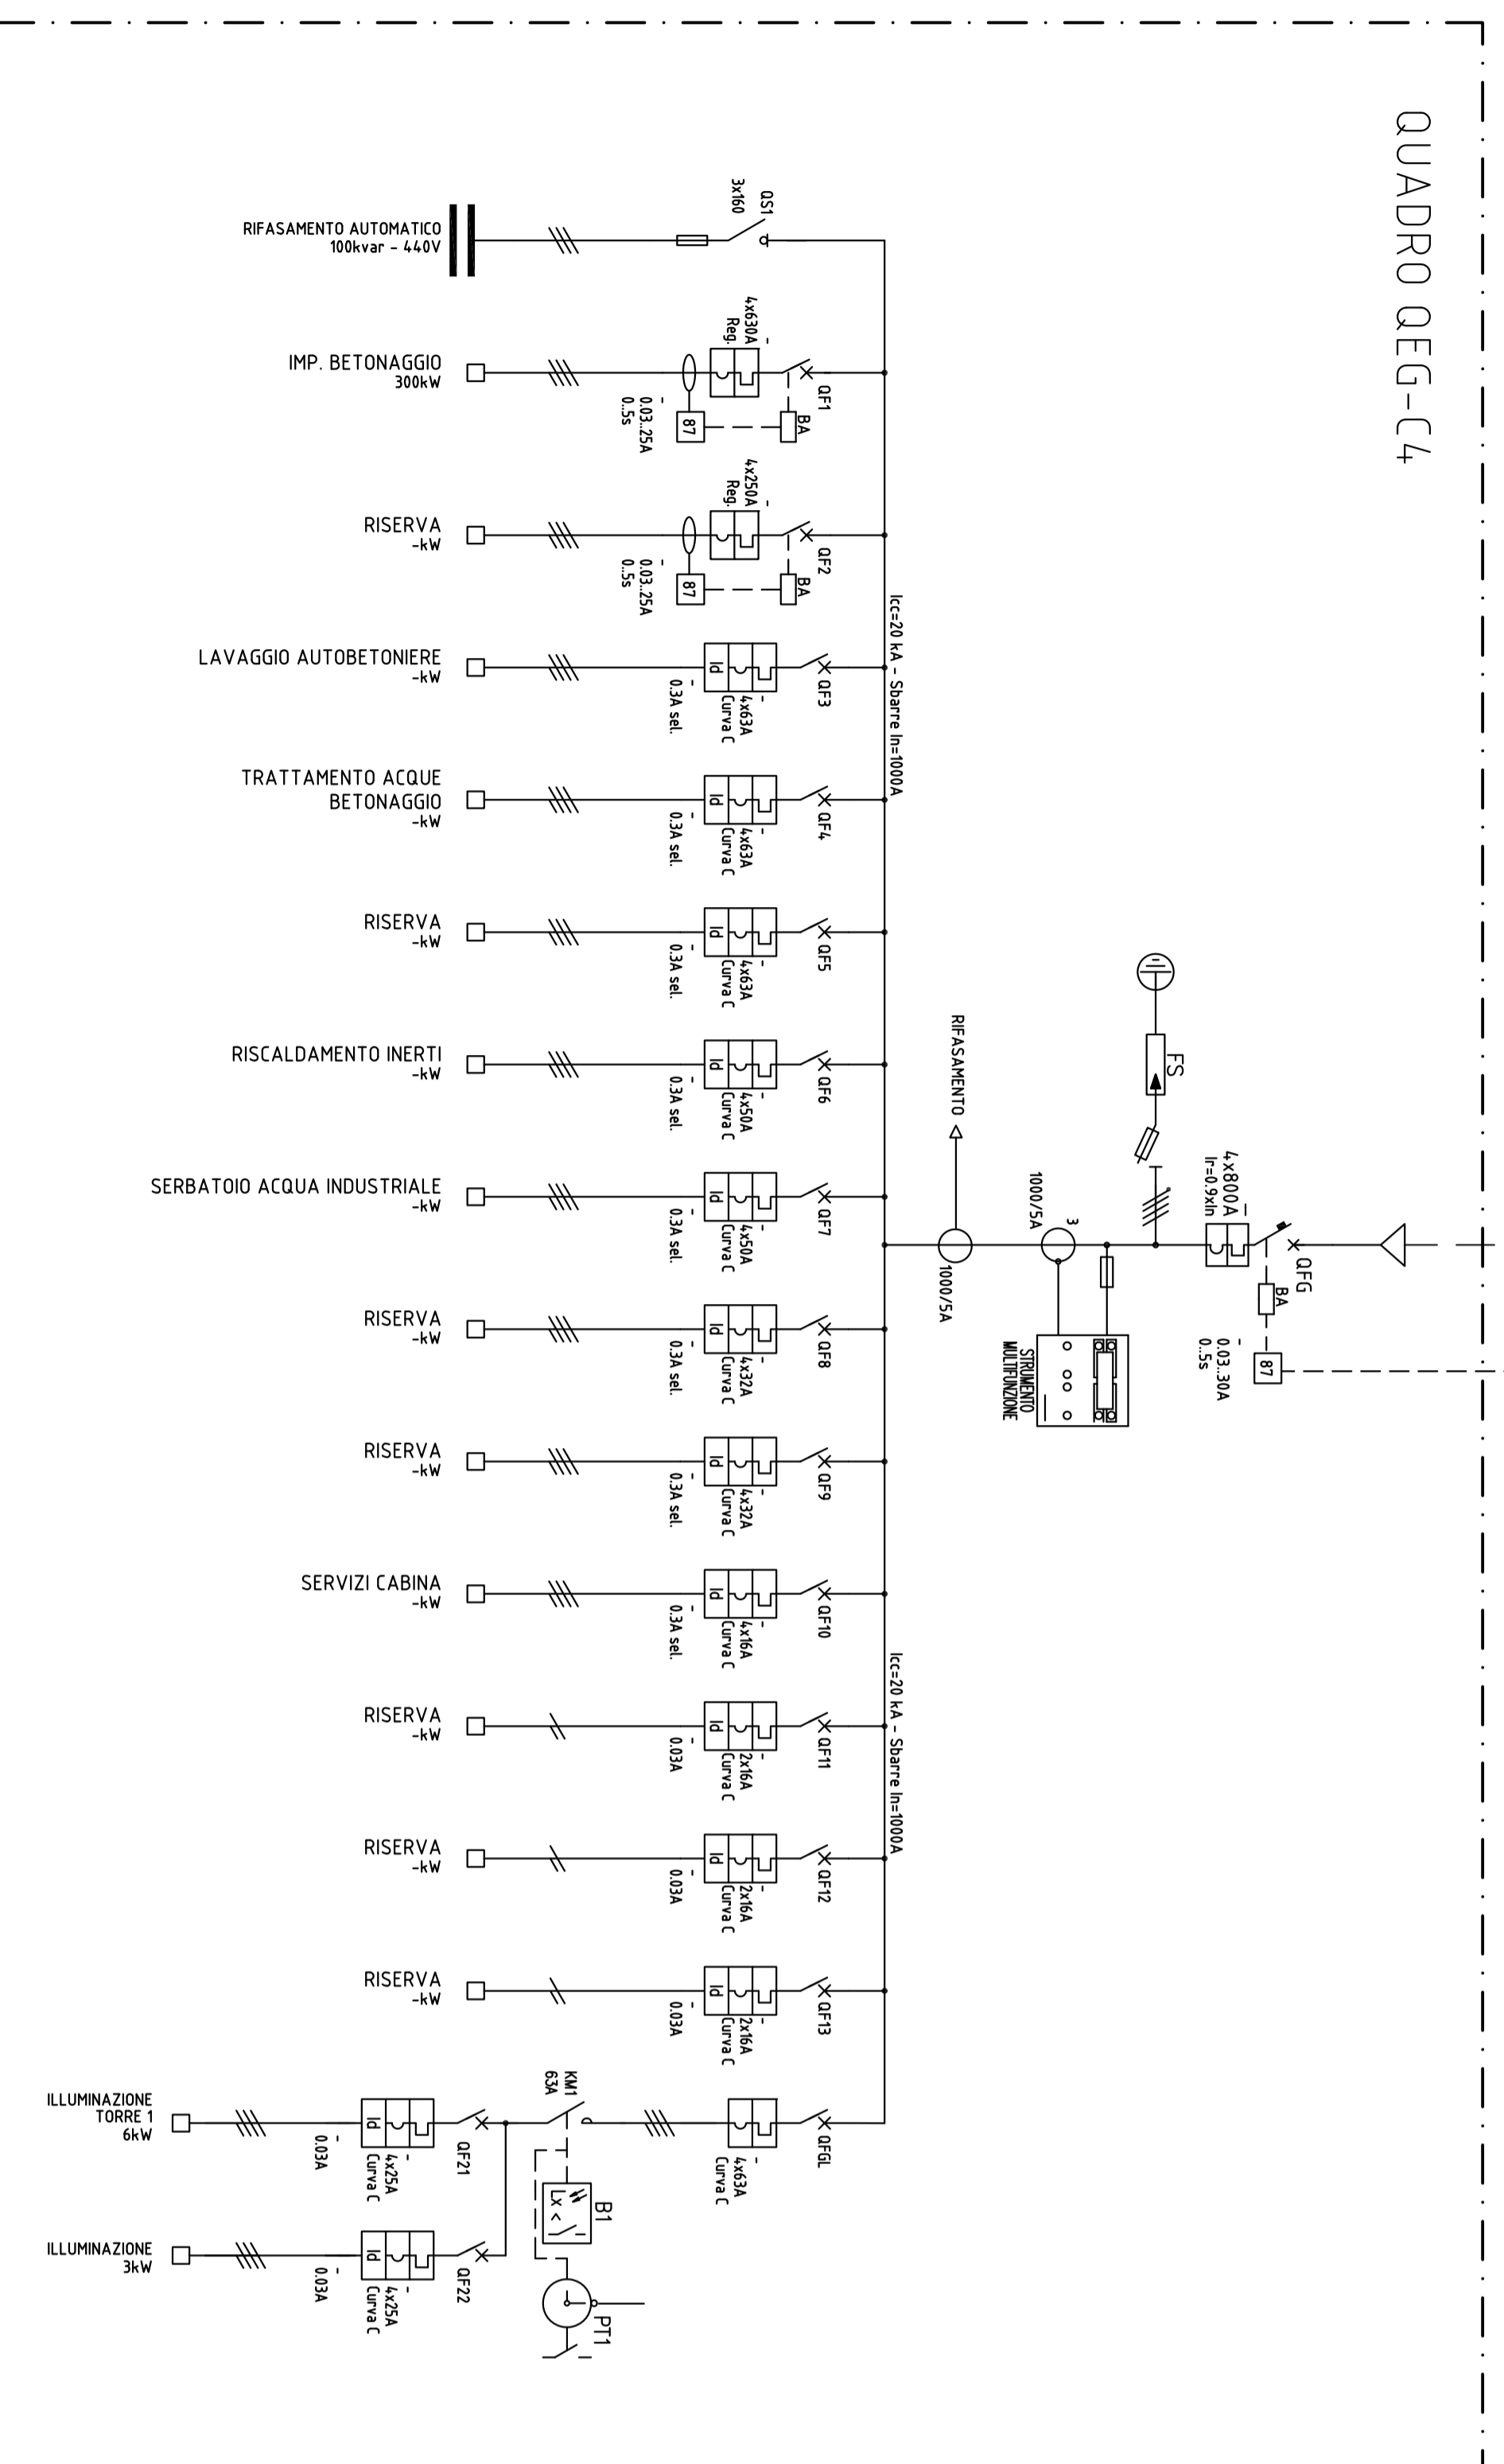 QUADRO QEG-C4
QFG
BA
4x800A
Ir=0.9xIn
87
-
0.03..30A
0..5s
FS
3
1000/5A
STRUMENTO
MULTIFUNZIONE
RIFASAMENTO
1000/5A
Icc=20 kA - Sbarre In=1000A
Icc=20 kA - Sbarre In=1000A
QS1
3x160
RIFASAMENTO AUTOMATICO
100kvar - 440V
QF1
BA
-
4x630A
Reg.
87
-
0.03..25A
0..5s
IMP. BETONAGGIO
300kW
QF2
BA
-
4x250A
Reg.
87
-
0.03..25A
0..5s
RISERVA
-kW
QF3
-
4x63A
Curva C
Id
-
0.3A sel.
LAVAGGIO AUTOBETONIERE
-kW
QF4
-
4x63A
Curva C
Id
-
0.3A sel.
TRATTAMENTO ACQUE
BETONAGGIO
-kW
QF5
-
4x63A
Curva C
Id
-
0.3A sel.
RISERVA
-kW
QF6
-
4x50A
Curva C
Id
-
0.3A sel.
RISCALDAMENTO INERTI
-kW
QF7
-
4x50A
Curva C
Id
-
0.3A sel.
SERBATOIO ACQUA INDUSTRIALE
-kW
QF8
-
4x32A
Curva C
Id
-
0.3A sel.
RISERVA
-kW
QF9
-
4x32A
Curva C
Id
-
0.3A sel.
RISERVA
-kW
QF10
-
4x16A
Curva C
Id
-
0.3A sel.
SERVIZI CABINA
-kW
QF11
-
2x16A
Curva C
Id
-
0.03A
RISERVA
-kW
QF12
-
2x16A
Curva C
Id
-
0.03A
RISERVA
-kW
QF13
-
2x16A
Curva C
Id
-
0.03A
RISERVA
-kW
QFGL
-
4x63A
Curva C
KM1
63A
B1
Lx <
PT1
QF21
-
4x25A
Curva C
Id
-
0.03A
ILLUMINAZIONE
TORRE 1
6kW
QF22
-
4x25A
Curva C
Id
-
0.03A
ILLUMINAZIONE
3kW